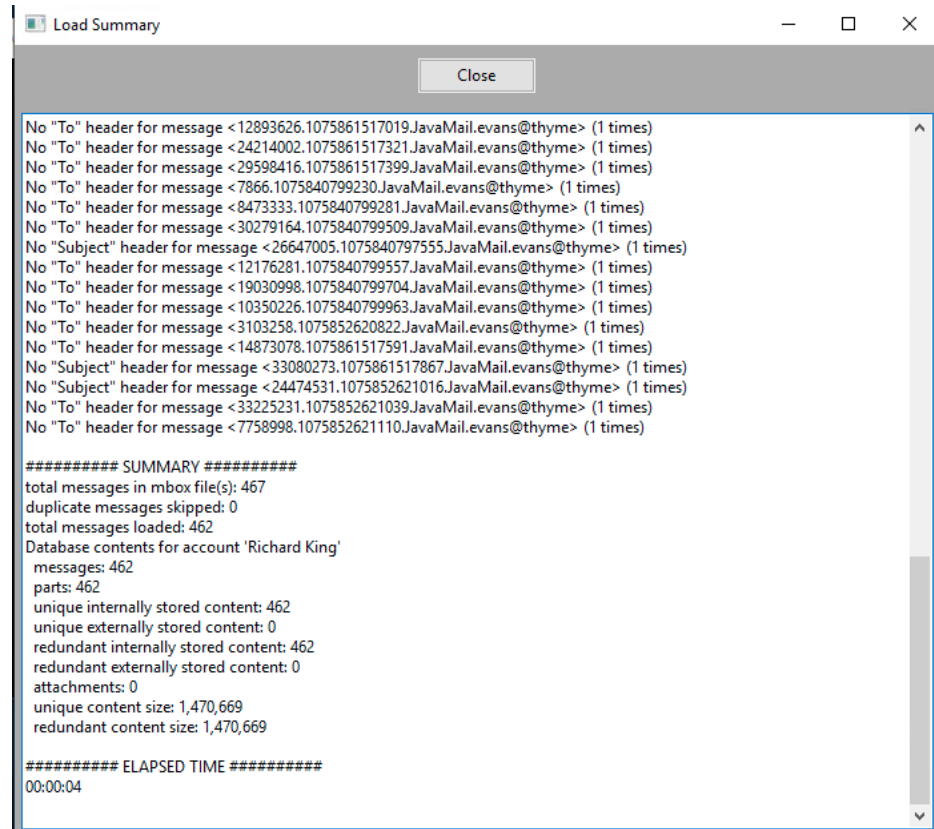 Load Summary
Close
No "To" header for message <12893626.1075861517019.JavaMail.evans@thyme> (1 times)
No "To" header for message <24214002.1075861517321.JavaMail.evans@thyme> (1 times)
No "To" header for message <29598416.1075861517399.JavaMail.evans@thyme> (1 times)
No "To" header for message <7866.1075840799230.JavaMail.evans@thyme> (1 times)
No "To" header for message <8473333.1075840799281.JavaMail.evans@thyme> (1 times)
No "To" header for message <30279164.1075840799509.JavaMail.evans@thyme> (1 times)
No "Subject" header for message <26647005.1075840797555.JavaMail.evans@thyme> (1 times)
No "To" header for message <12176281.1075840799557.JavaMail.evans@thyme> (1 times)
No "To" header for message <19030998.1075840799704.JavaMail.evans@thyme> (1 times)
No "To" header for message <10350226.1075840799963.JavaMail.evans@thyme> (1 times)
No "To" header for message <3103258.1075852620822.JavaMail.evans@thyme> (1 times)
No "To" header for message <14873078.1075861517591.JavaMail.evans@thyme> (1 times)
No "Subject" header for message <33080273.1075861517867.JavaMail.evans@thyme> (1 times)
No "Subject" header for message <24474531.1075852621016.JavaMail.evans@thyme> (1 times)
No "To" header for message <33225231.1075852621039.JavaMail.evans@thyme> (1 times)
No "To" header for message <7758998.1075852621110.JavaMail.evans@thyme> (1 times)
########## SUMMARY ##########
total messages in mbox file(s): 467
duplicate messages skipped: 0
total messages loaded: 462
Database contents for account 'Richard King'
messages: 462
parts: 462
unique internally stored content: 462
unique externally stored content: 0
redundant internally stored content: 462
redundant externally stored content: 0
attachments: 0
unique content size: 1,470,669
redundant content size: 1,470,669
########## ELAPSED TIME ##########
00:00:04